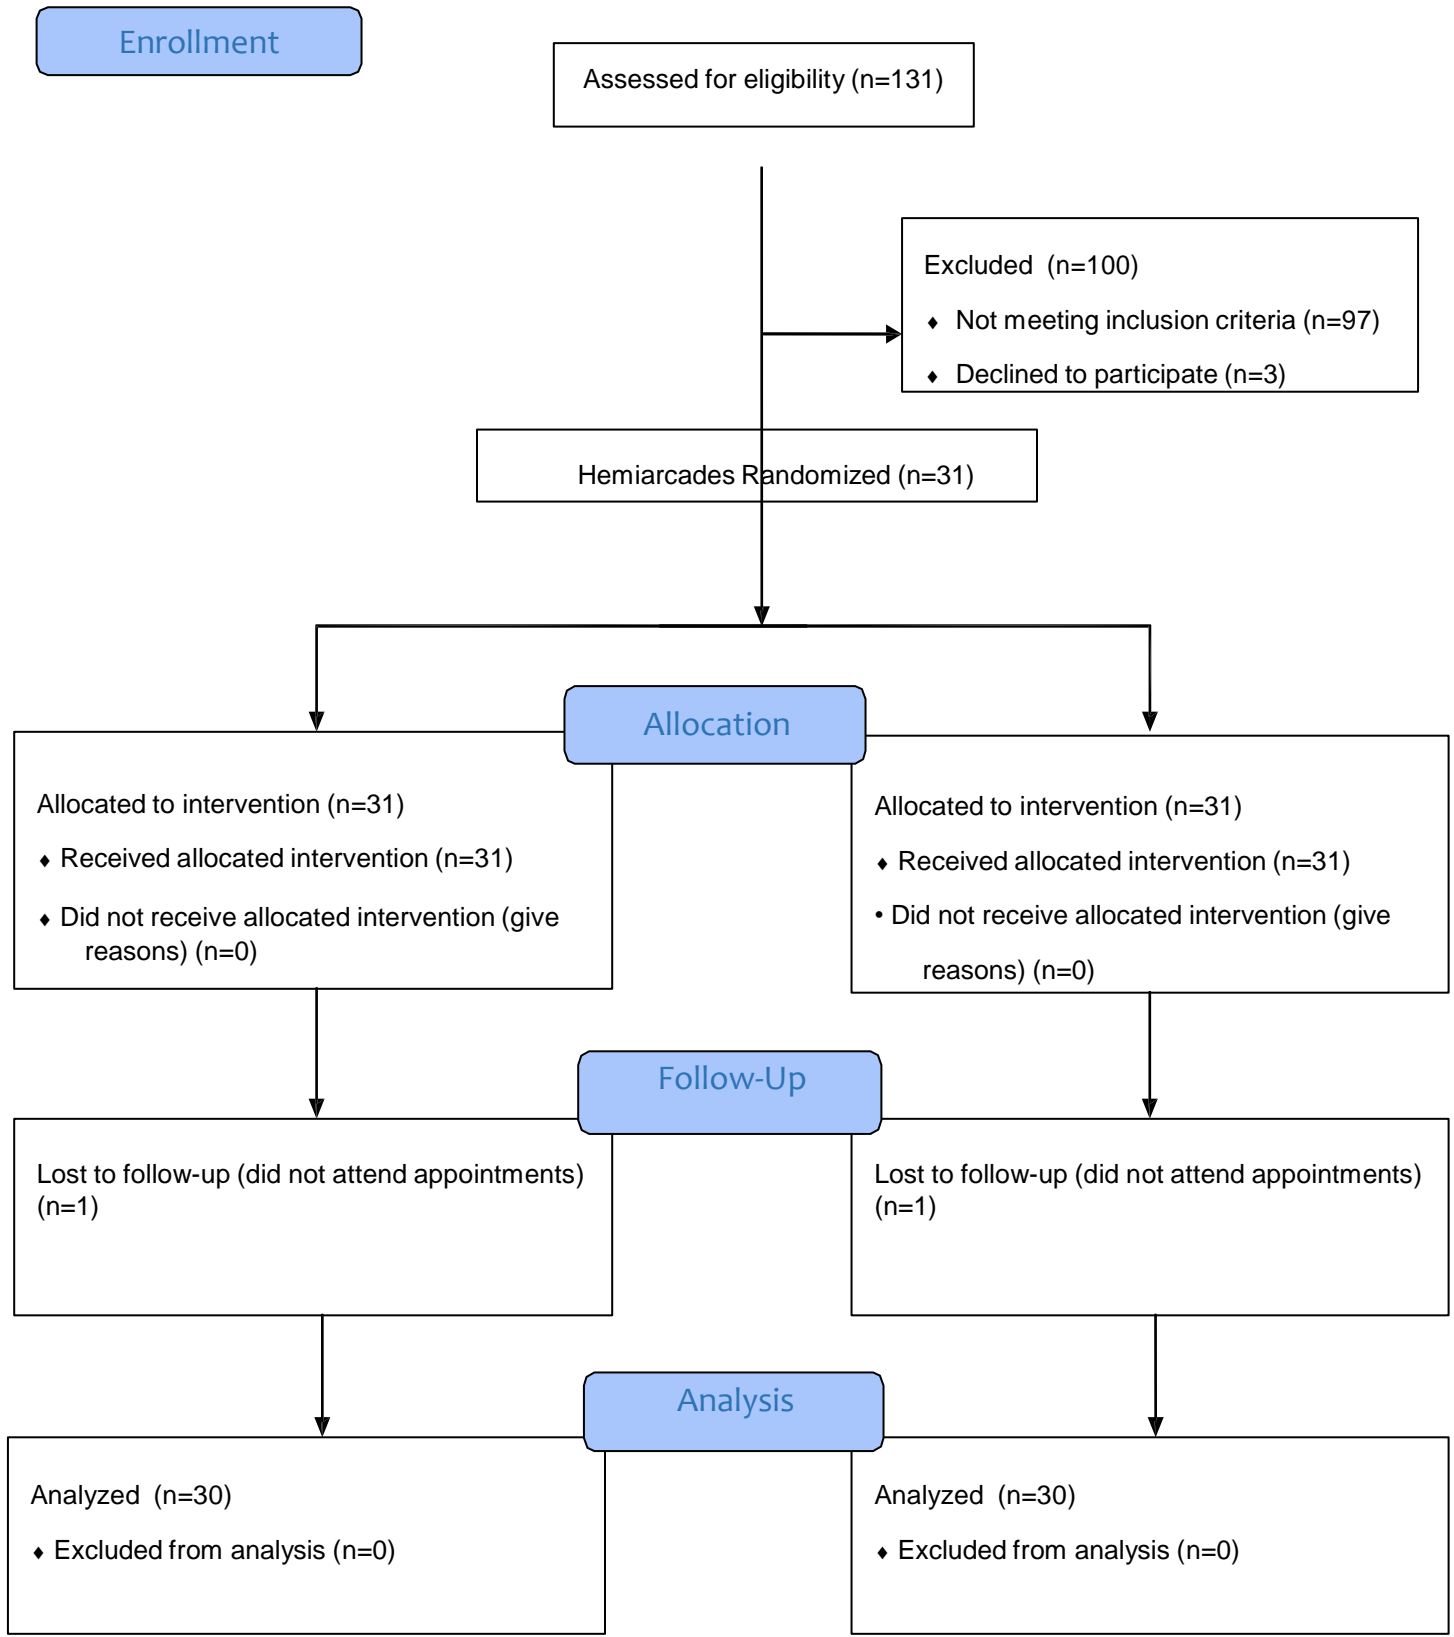 Enrollment
Assessed for eligibility (n=131)
Excluded (n=100)
♦ Not meeting inclusion criteria (n=97)
♦ Declined to participate (n=3)
Hemiarcades Randomized (n=31)
Allocation
Allocated to intervention (n=31)
♦ Received allocated intervention (n=31)
♦ Did not receive allocated intervention (give
reasons) (n=0)
Allocated to intervention (n=31)
♦ Received allocated intervention (n=31)
• Did not receive allocated intervention (give
reasons) (n=0)
Follow-Up
Lost to follow-up (did not attend appointments)
(n=1)
Lost to follow-up (did not attend appointments)
(n=1)
Analysis
Analyzed (n=30)
♦ Excluded from analysis (n=0)
Analyzed (n=30)
♦ Excluded from analysis (n=0)